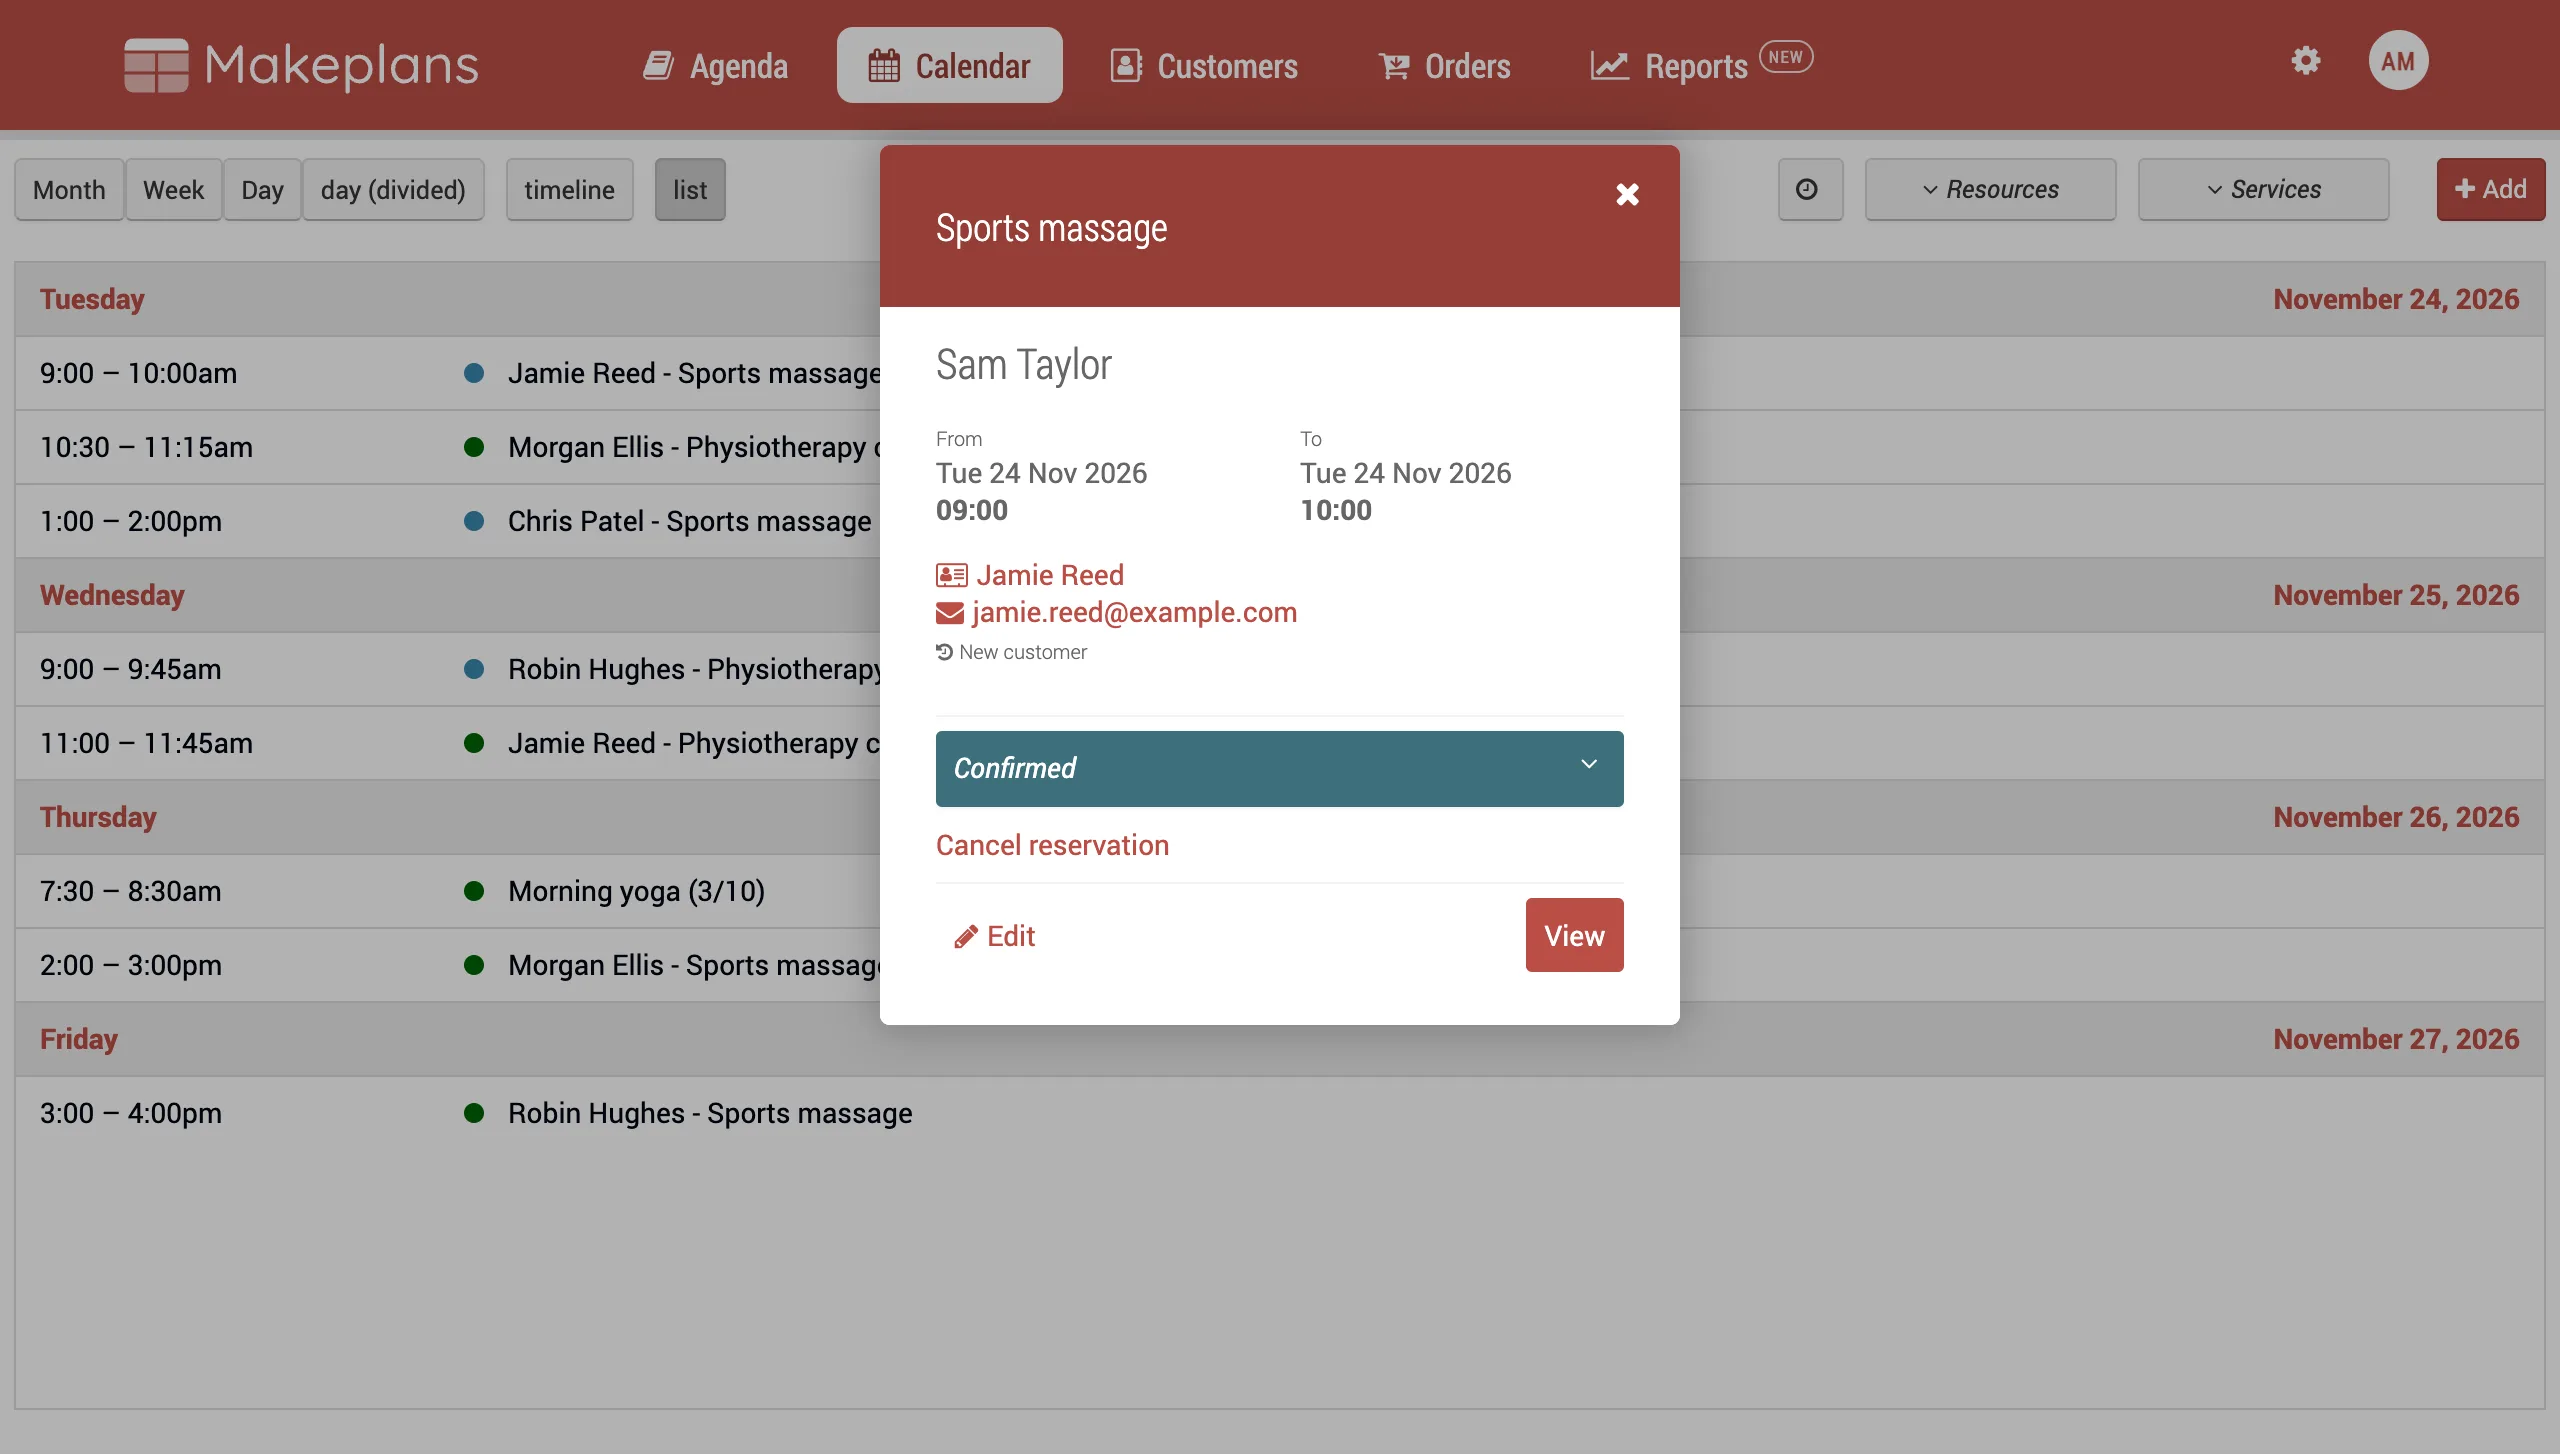 Makeplans
Agenda
Calendar
Customers
Orders
Reports NEW
AM
Month Week Day day (divided) timeline list
Resources Services Add
Tuesday November 24, 2026
9:00 – 10:00am Jamie Reed - Sports massage
10:30 – 11:15am Morgan Ellis - Physiotherapy
1:00 – 2:00pm Chris Patel - Sports massage
Wednesday November 25, 2026
9:00 – 9:45am Robin Hughes - Physiotherapy
11:00 – 11:45am Jamie Reed - Physiotherapy
Thursday November 26, 2026
7:30 – 8:30am Morning yoga (3/10)
2:00 – 3:00pm Morgan Ellis - Sports massage
Friday November 27, 2026
3:00 – 4:00pm Robin Hughes - Sports massage
Sports massage
Sam Taylor
From To
Tue 24 Nov 2026 Tue 24 Nov 2026
09:00 10:00
Jamie Reed
jamie.reed@example.com
New customer
Confirmed
Cancel reservation
Edit View